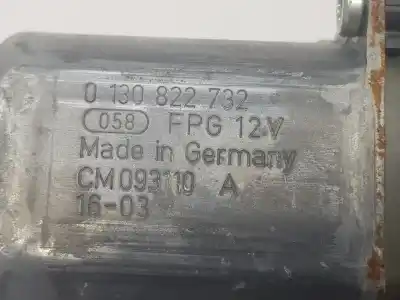 0 130 822 732
058 FPG 12V
Made in Germany
CM093110 A
16-03